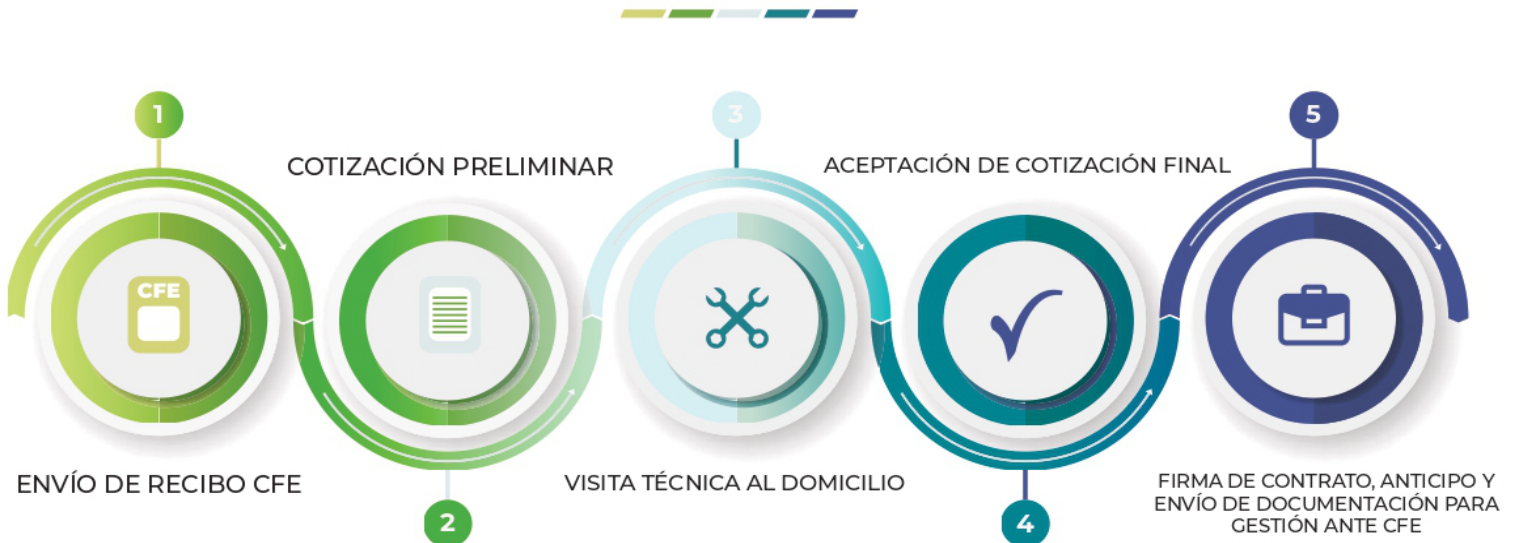 1
CFE
ENVÍO DE RECIBO CFE
COTIZACIÓN PRELIMINAR
2
3
VISITA TÉCNICA AL DOMICILIO
ACEPTACIÓN DE COTIZACIÓN FINAL
4
5
FIRMA DE CONTRATO, ANTICIPO Y
ENVÍO DE DOCUMENTACIÓN PARA
GESTIÓN ANTE CFE